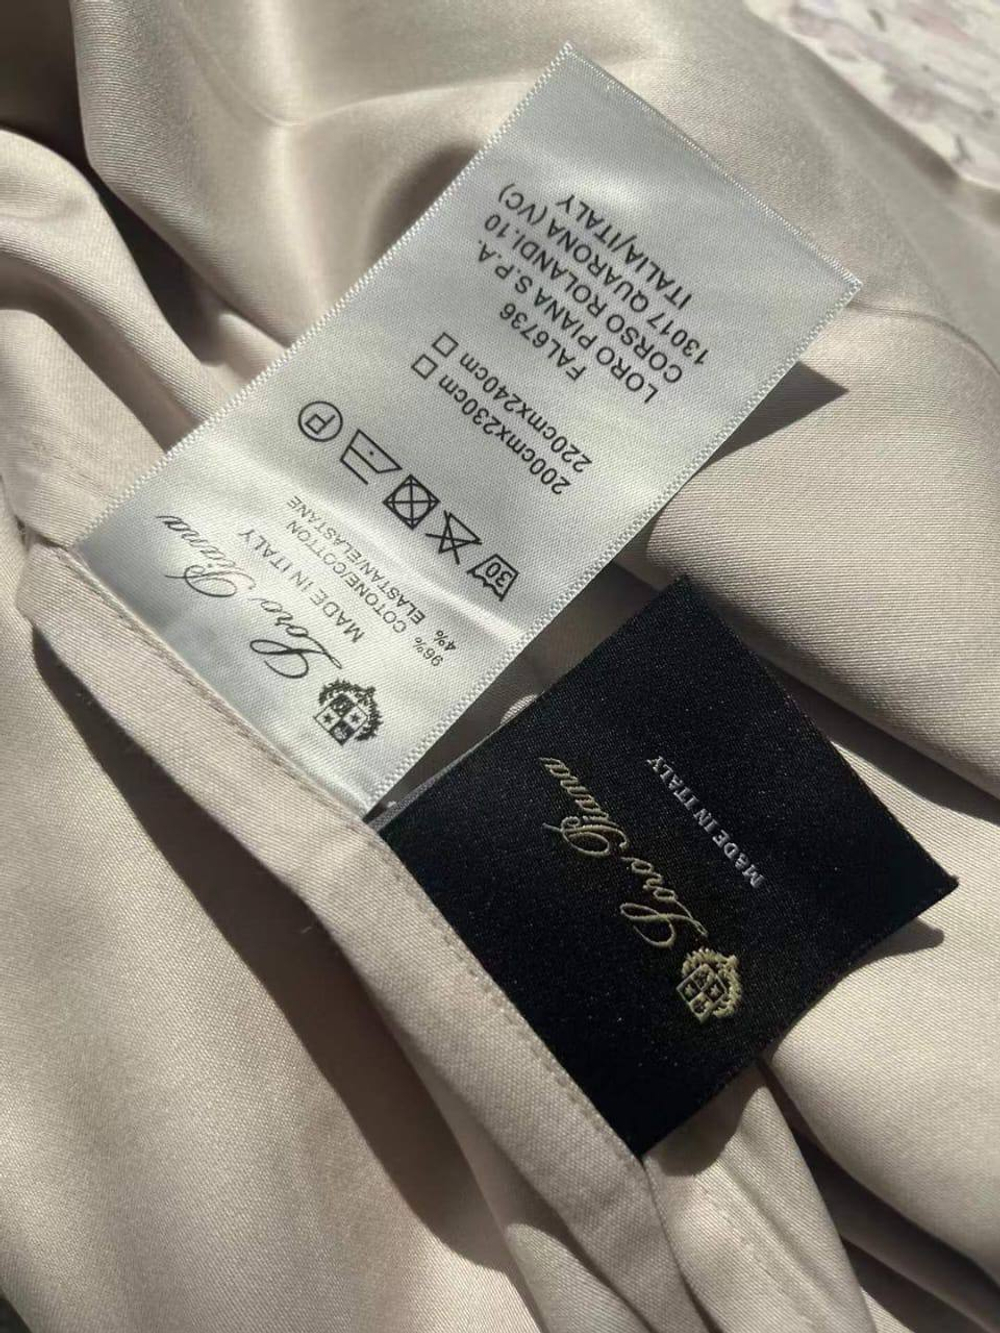 Loro Piana
MADE IN ITALY
96% COTONE/COTTON
4% ELASTAN/ELASTANE
30
P
200cmx230cm
220cmx240cm
FAL6736
LORO PIANA S.P.A.
CORSO ROLANDI.10
13017 QUARONA (VC)
ITALIA/ITALY
Loro Piana
MADE IN ITALY